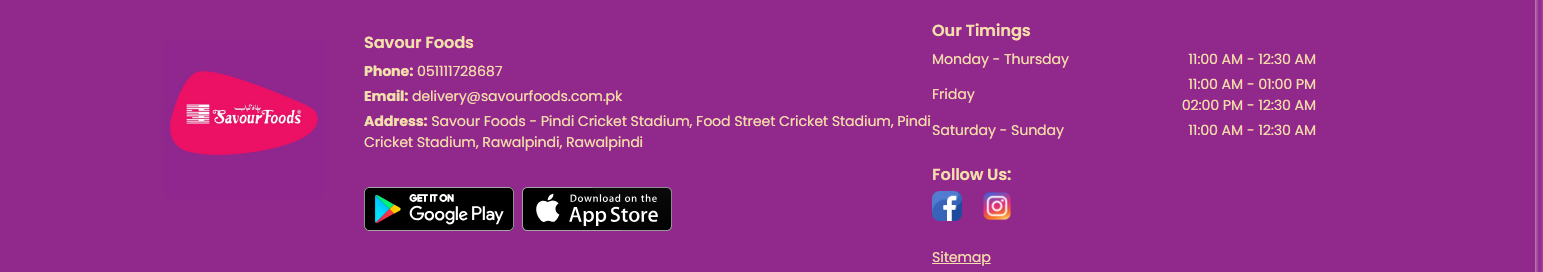 SavourFoods
Savour Foods
Phone: 051111728687
Email: delivery@savourfoods.com.pk
Address: Savour Foods - Pindi Cricket Stadium, Food Street Cricket Stadium, Pindi
Cricket Stadium, Rawalpindi, Rawalpindi
GET IT ON
Google Play
Download on the
App Store
Our Timings
Monday - Thursday 11:00 AM - 12:30 AM
Friday 11:00 AM - 01:00 PM
02:00 PM - 12:30 AM
Saturday - Sunday 11:00 AM - 12:30 AM
Follow Us:
Sitemap